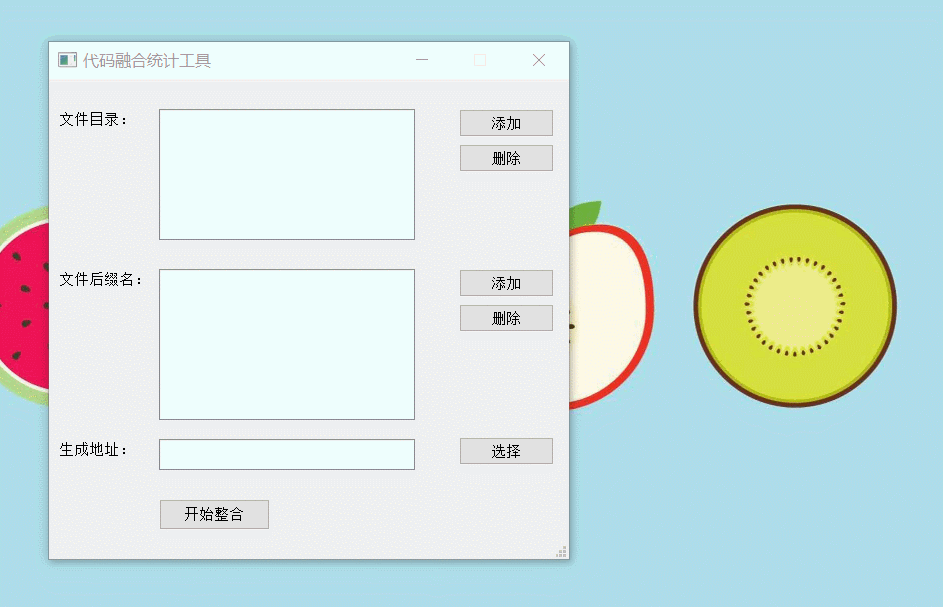 代码融合统计工具
文件目录：
添加
删除
文件后缀名：
添加
删除
生成地址：
选择
开始整合